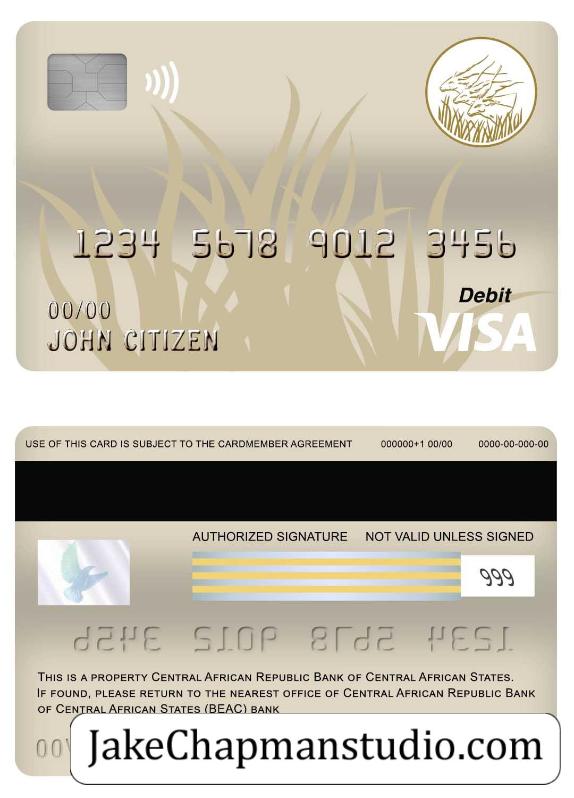 1234 5678 9012 3456
Debit
00/00
VISA
JOHN CITIZEN
USE OF THIS CARD IS SUBJECT TO THE CARDMEMBER AGREEMENT 000000+1 00/00 0000-00-000-00
AUTHORIZED SIGNATURE NOT VALID UNLESS SIGNED
999
THIS IS A PROPERTY CENTRAL AFRICAN REPUBLIC BANK OF CENTRAL AFRICAN STATES.
IF FOUND, PLEASE RETURN TO THE NEAREST OFFICE OF CENTRAL AFRICAN REPUBLIC BANK
OF CENTRAL AFRICAN STATES (BEAC) BANK
JakeChapmanstudio.com